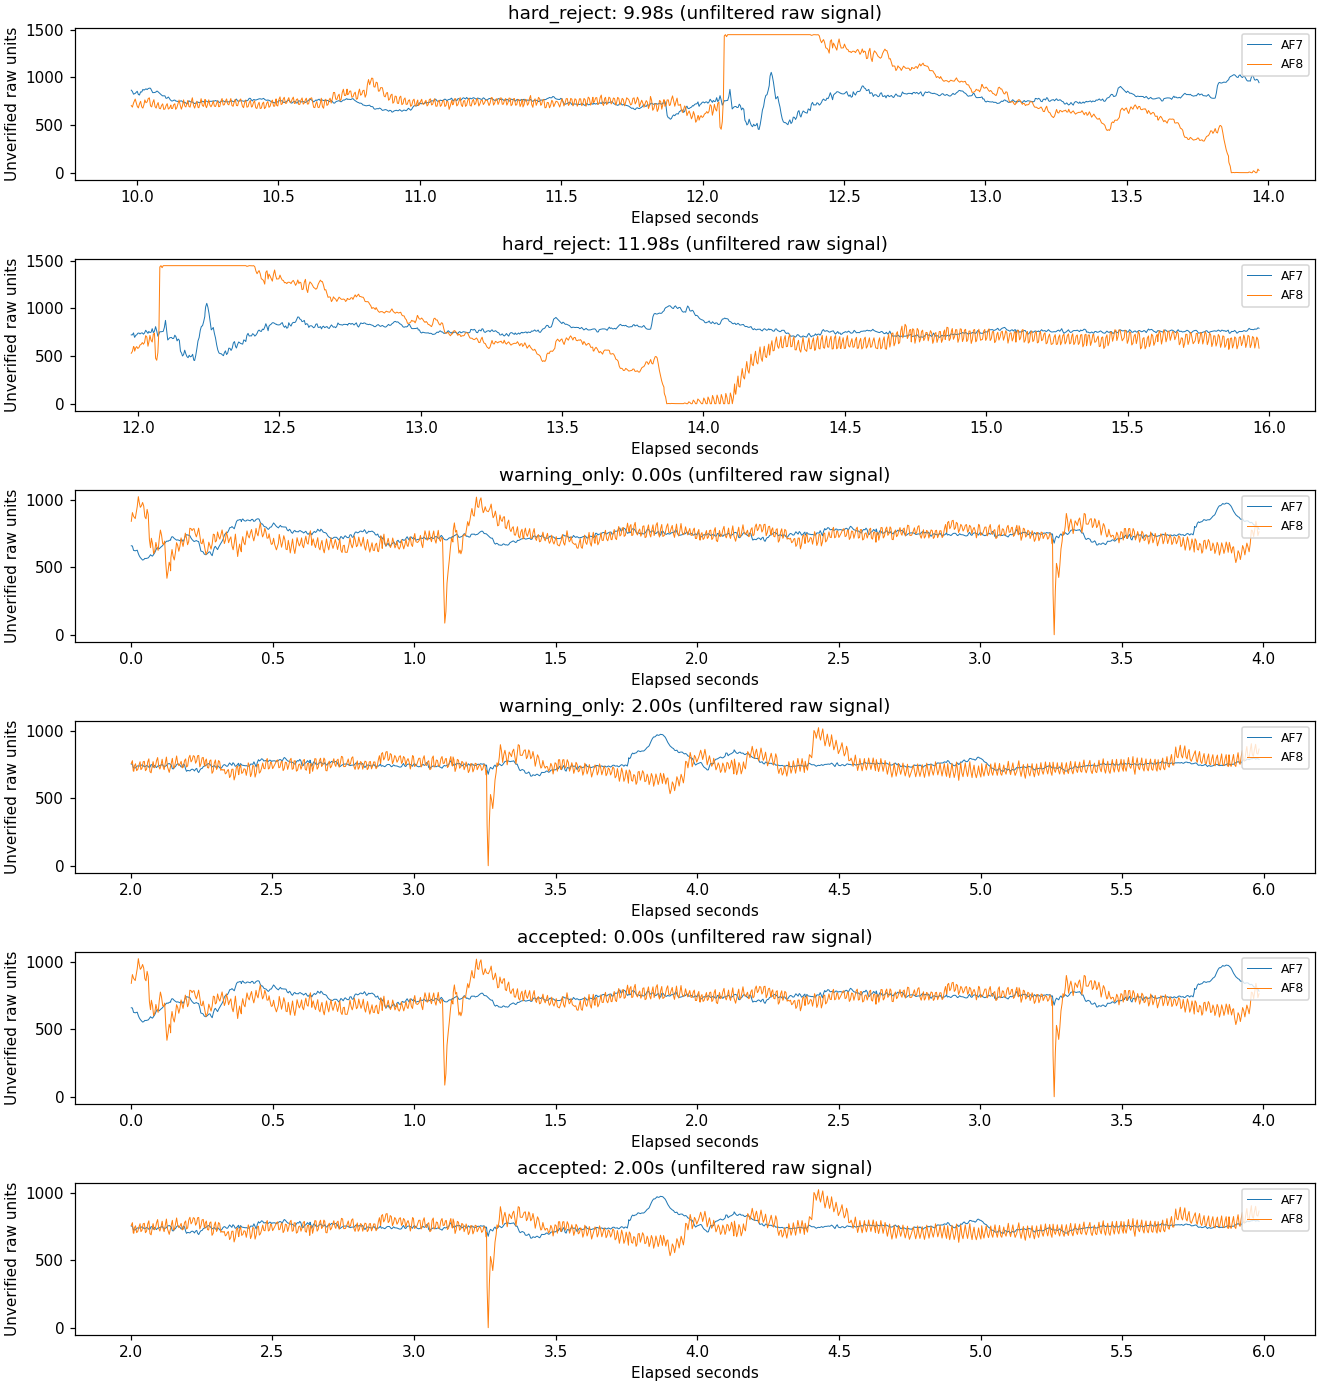 hard_reject: 9.98s (unfiltered raw signal)
Unverified raw units
1500
1000
500
0
AF7
AF8
10.0 10.5 11.0 11.5 12.0 12.5 13.0 13.5 14.0
Elapsed seconds
hard_reject: 11.98s (unfiltered raw signal)
Unverified raw units
1500
1000
500
0
AF7
AF8
12.0 12.5 13.0 13.5 14.0 14.5 15.0 15.5 16.0
Elapsed seconds
warning_only: 0.00s (unfiltered raw signal)
Unverified raw units
1000
500
0
AF7
AF8
0.0 0.5 1.0 1.5 2.0 2.5 3.0 3.5 4.0
Elapsed seconds
warning_only: 2.00s (unfiltered raw signal)
Unverified raw units
1000
500
0
AF7
AF8
2.0 2.5 3.0 3.5 4.0 4.5 5.0 5.5 6.0
Elapsed seconds
accepted: 0.00s (unfiltered raw signal)
Unverified raw units
1000
500
0
AF7
AF8
0.0 0.5 1.0 1.5 2.0 2.5 3.0 3.5 4.0
Elapsed seconds
accepted: 2.00s (unfiltered raw signal)
Unverified raw units
1000
500
0
AF7
AF8
2.0 2.5 3.0 3.5 4.0 4.5 5.0 5.5 6.0
Elapsed seconds